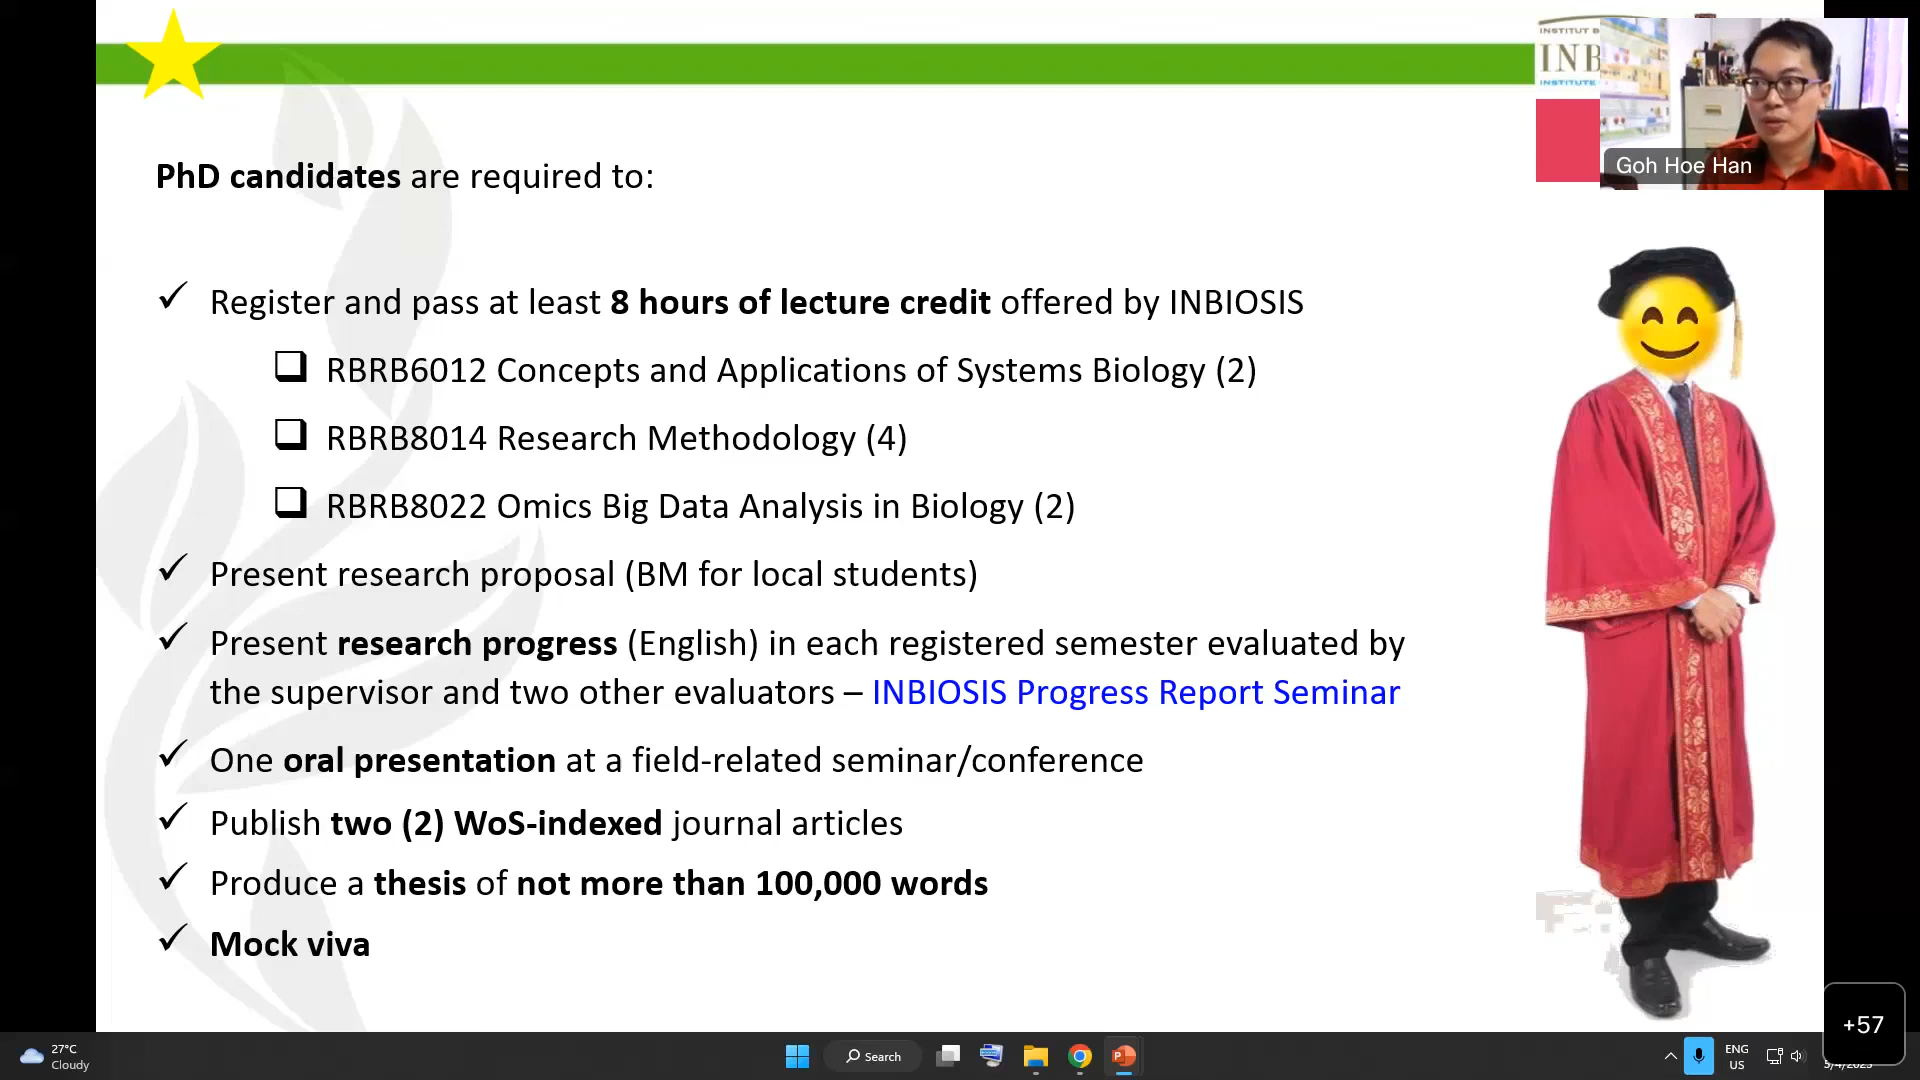 INSTITUT
INB
INSTITUTE
Goh Hoe Han
PhD candidates are required to:
✓ Register and pass at least 8 hours of lecture credit offered by INBIOSIS
❑ RBRB6012 Concepts and Applications of Systems Biology (2)
❑ RBRB8014 Research Methodology (4)
❑ RBRB8022 Omics Big Data Analysis in Biology (2)
✓ Present research proposal (BM for local students)
✓ Present research progress (English) in each registered semester evaluated by
the supervisor and two other evaluators – INBIOSIS Progress Report Seminar
✓ One oral presentation at a field-related seminar/conference
✓ Publish two (2) WoS-indexed journal articles
✓ Produce a thesis of not more than 100,000 words
✓ Mock viva
+57
27°C
Cloudy
Search
ENG
US